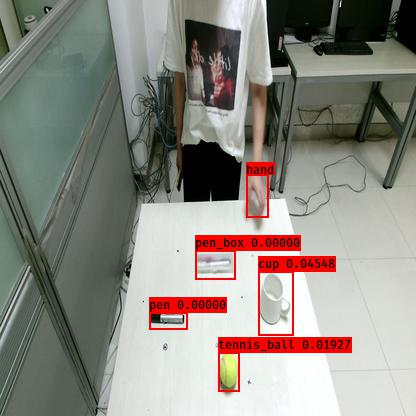 hand
pen_box 0.00000
cup 0.04548
pen 0.00000
tennis_ball 0.01927